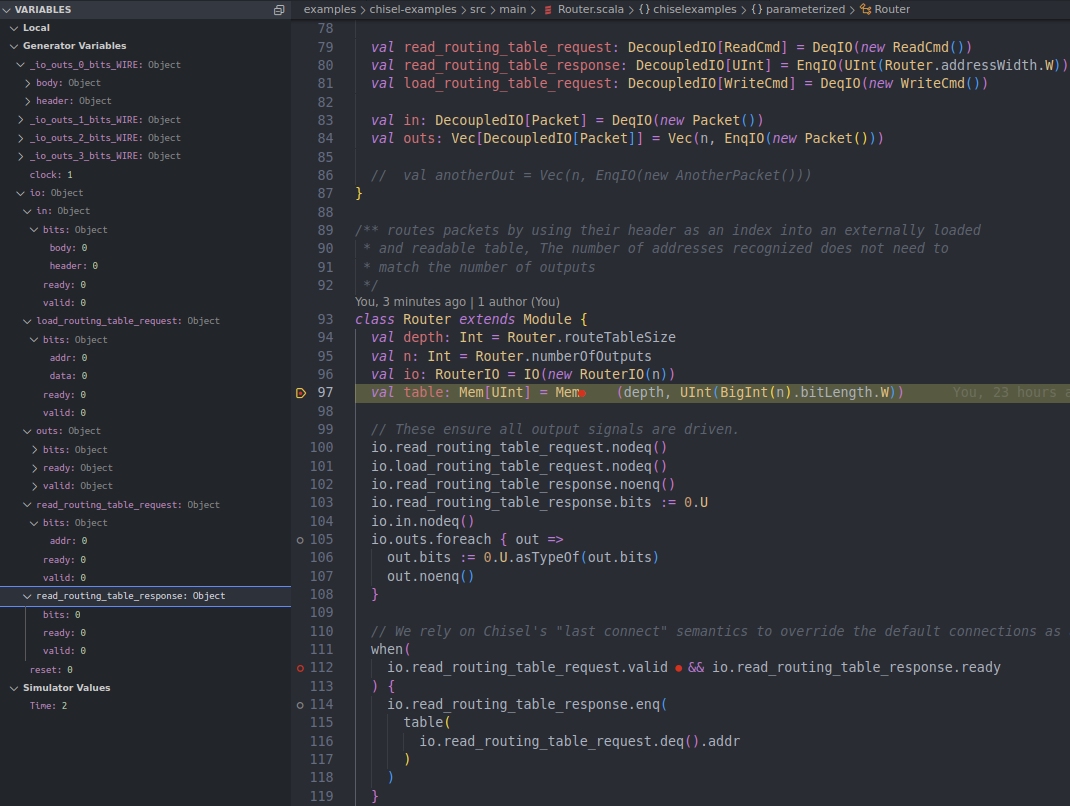 VARIABLES
Local
Generator Variables
_io_outs_0_bits_WIRE: Object
body: Object
header: Object
_io_outs_1_bits_WIRE: Object
_io_outs_2_bits_WIRE: Object
_io_outs_3_bits_WIRE: Object
clock: 1
io: Object
in: Object
bits: Object
body: 0
header: 0
ready: 0
valid: 0
load_routing_table_request: Object
bits: Object
addr: 0
data: 0
ready: 0
valid: 0
outs: Object
bits: Object
ready: Object
valid: Object
read_routing_table_request: Object
bits: Object
addr: 0
ready: 0
valid: 0
read_routing_table_response: Object
bits: 0
ready: 0
valid: 0
reset: 0
Simulator Values
Time: 2
examples > chisel-examples > src > main > Router.scala > {} chiselexamples > {} parameterized > Router
78
79 val read_routing_table_request: DecoupledIO[ReadCmd] = DeqIO(new ReadCmd())
80 val read_routing_table_response: DecoupledIO[UInt] = EnqIO(UInt(Router.addressWidth.W))
81 val load_routing_table_request: DecoupledIO[WriteCmd] = DeqIO(new WriteCmd())
82
83 val in: DecoupledIO[Packet] = DeqIO(new Packet())
84 val outs: Vec[DecoupledIO[Packet]] = Vec(n, EnqIO(new Packet()))
85
86 //  val anotherOut = Vec(n, EnqIO(new AnotherPacket()))
87 }
88
89 /** routes packets by using their header as an index into an externally loaded
90 * and readable table, The number of addresses recognized does not need to
91 * match the number of outputs
92 */
You, 3 minutes ago | 1 author (You)
93 class Router extends Module {
94 val depth: Int = Router.routeTableSize
95 val n: Int = Router.numberOfOutputs
96 val io: RouterIO = IO(new RouterIO(n))
97 val table: Mem[UInt] = Mem (depth, UInt(BigInt(n).bitLength.W)) You, 23 hours
98
99 // These ensure all output signals are driven.
100 io.read_routing_table_request.nodeq()
101 io.load_routing_table_request.nodeq()
102 io.read_routing_table_response.noenq()
103 io.read_routing_table_response.bits := 0.U
104 io.in.nodeq()
105 io.outs.foreach { out =>
106 out.bits := 0.U.asTypeOf(out.bits)
107 out.noenq()
108 }
109
110 // We rely on Chisel's "last connect" semantics to override the default connections as
111 when(
112 io.read_routing_table_request.valid && io.read_routing_table_response.ready
113 ) {
114 io.read_routing_table_response.enq(
115 table(
116 io.read_routing_table_request.deq().addr
117 )
118 )
119 }